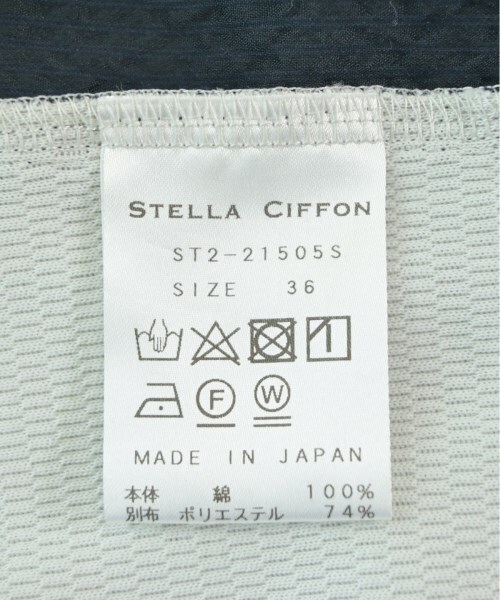 STELLA CIFFON
ST2-21505S
SIZE 36
F W
MADE IN JAPAN
本体 綿 100%
別布 ポリエステル 74%